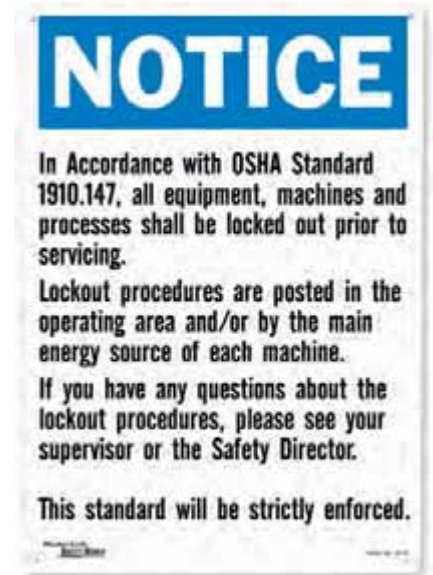 NOTICE
In Accordance with OSHA Standard
1910.147, all equipment, machines and
processes shall be locked out prior to
servicing.
Lockout procedures are posted in the
operating area and/or by the main
energy source of each machine.
If you have any questions about the
lockout procedures, please see your
supervisor or the Safety Director.
This standard will be strictly enforced.